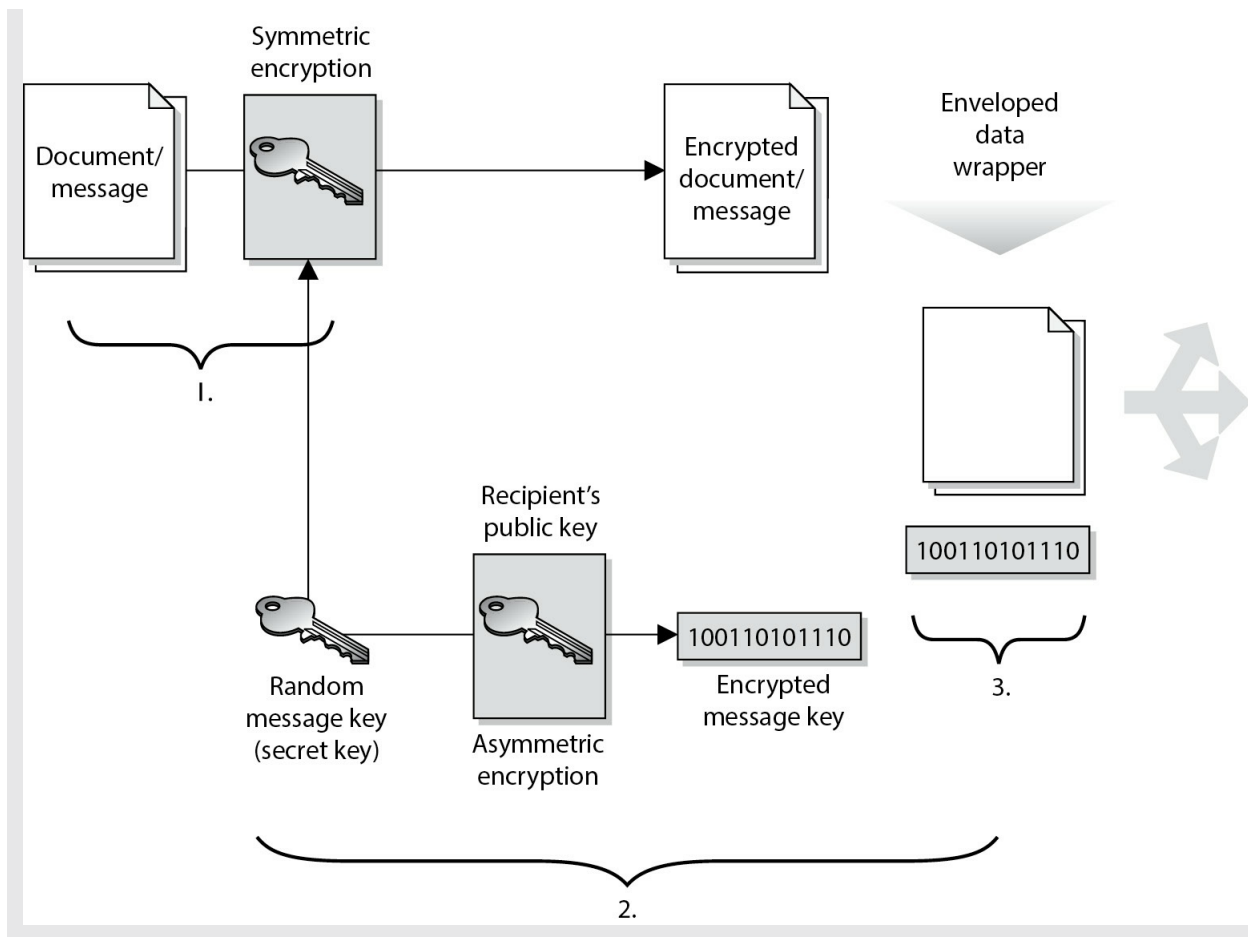 Symmetric
encryption
Document/
message
Encrypted
document/
message
Enveloped
data
wrapper
1.
Recipient’s
public key
100110101110
100110101110
Random
message key
(secret key)
Asymmetric
encryption
Encrypted
message key
3.
2.